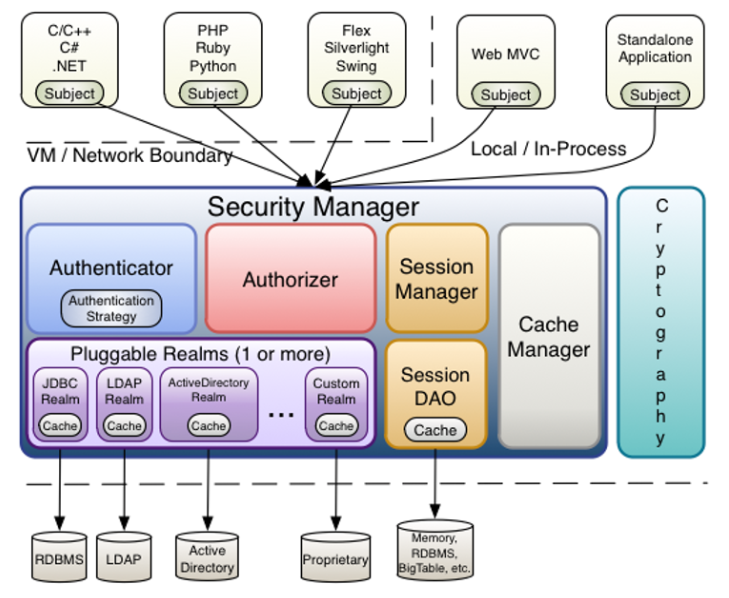 C/C++
C#
.NET
Subject
PHP
Ruby
Python
Subject
Flex
Silverlight
Swing
Subject
Web MVC
Subject
Standalone
Application
Subject
VM / Network Boundary
Local / In-Process
Security Manager
Authenticator
Authentication
Strategy
Authorizer
Session
Manager
Cache
Manager
Cryptography
Pluggable Realms (1 or more)
JDBC
Realm
Cache
LDAP
Realm
Cache
ActiveDirectory
Realm
Cache
...
Custom
Realm
Cache
Session
DAO
Cache
RDBMS
LDAP
Active
Directory
Proprietary
Memory,
RDBMS,
BigTable, etc.